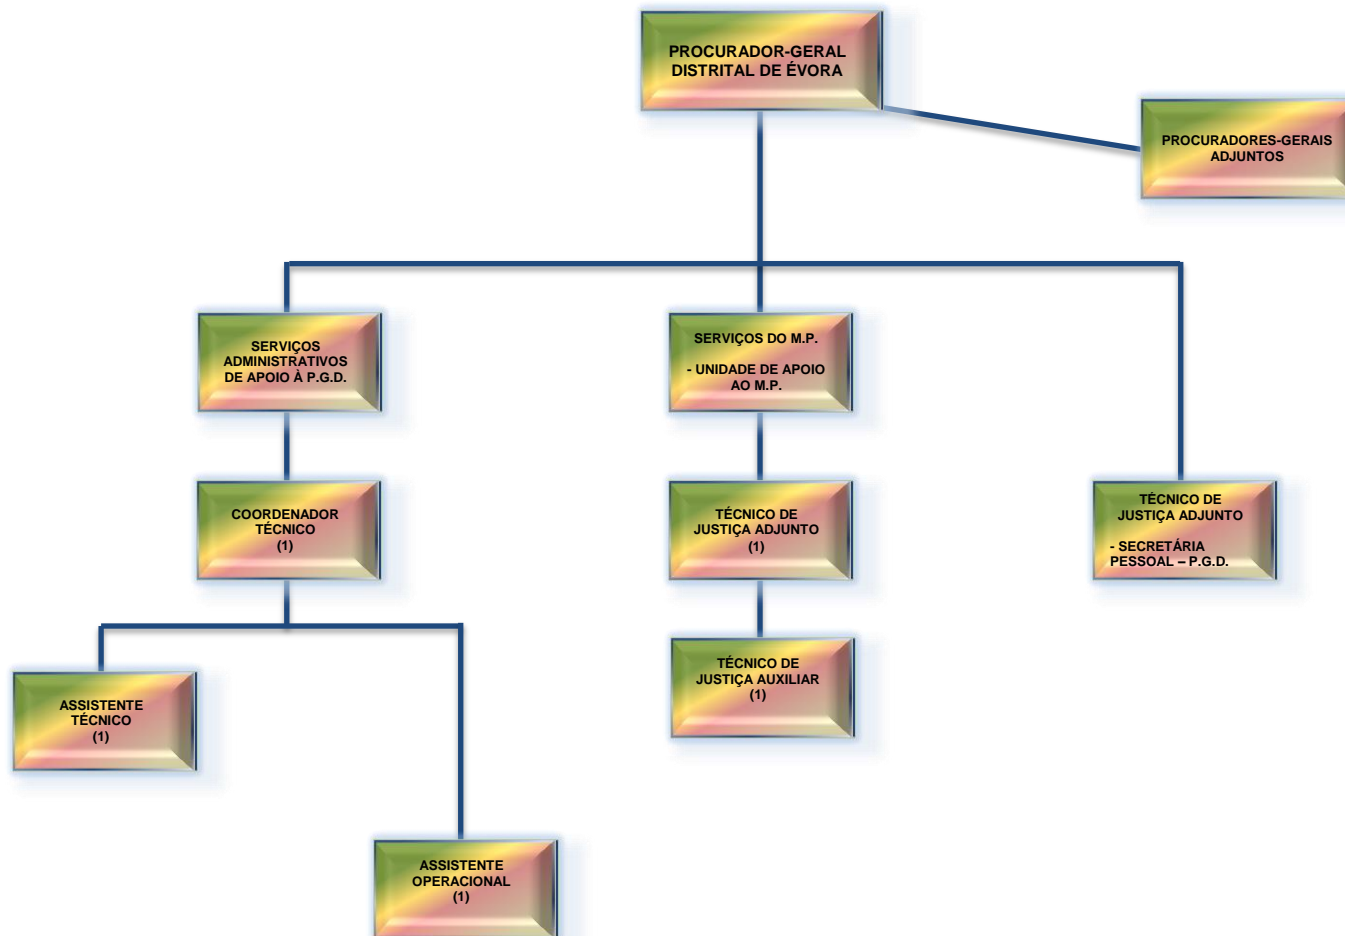 PROCURADOR-GERAL
DISTRITAL DE ÉVORA
PROCURADORES-GERAIS
ADJUNTOS
SERVIÇOS
ADMINISTRATIVOS
DE APOIO À P.G.D.
SERVIÇOS DO M.P.
- UNIDADE DE APOIO
AO M.P.
COORDENADOR
TÉCNICO
(1)
TÉCNICO DE
JUSTIÇA ADJUNTO
(1)
TÉCNICO DE
JUSTIÇA ADJUNTO
- SECRETÁRIA
PESSOAL – P.G.D.
TÉCNICO DE
JUSTIÇA AUXILIAR
(1)
ASSISTENTE
TÉCNICO
(1)
ASSISTENTE
OPERACIONAL
(1)